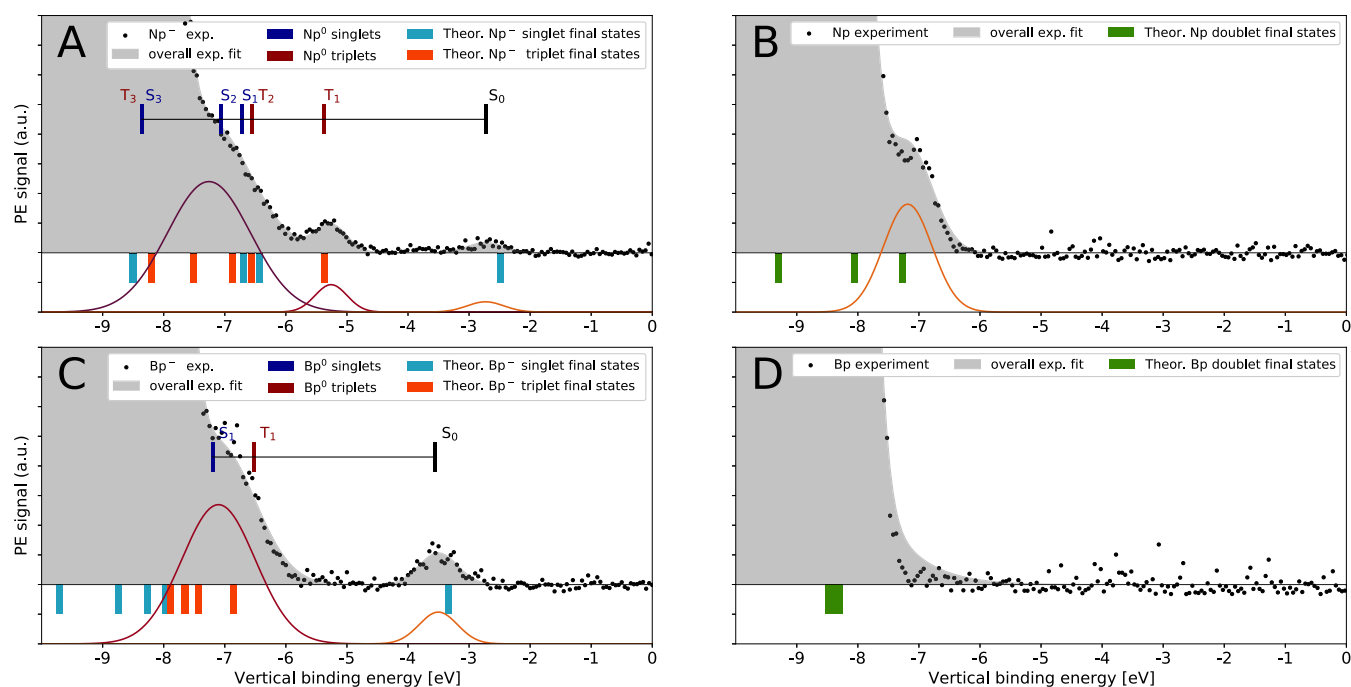 A
Np⁻ exp.
overall exp. fit
Np⁰ singlets
Np⁰ triplets
Theor. Np⁻ singlet final states
Theor. Np⁻ triplet final states
T₃ S₃ S₂ S₁ T₂ T₁ S₀
PE signal (a.u.)
-9 -8 -7 -6 -5 -4 -3 -2 -1 0
B
Np experiment
overall exp. fit
Theor. Np doublet final states
-9 -8 -7 -6 -5 -4 -3 -2 -1 0
C
Bp⁻ exp.
overall exp. fit
Bp⁰ singlets
Bp⁰ triplets
Theor. Bp⁻ singlet final states
Theor. Bp⁻ triplet final states
S₁ T₁ S₀
PE signal (a.u.)
-9 -8 -7 -6 -5 -4 -3 -2 -1 0
Vertical binding energy [eV]
D
Bp experiment
overall exp. fit
Theor. Bp doublet final states
-9 -8 -7 -6 -5 -4 -3 -2 -1 0
Vertical binding energy [eV]